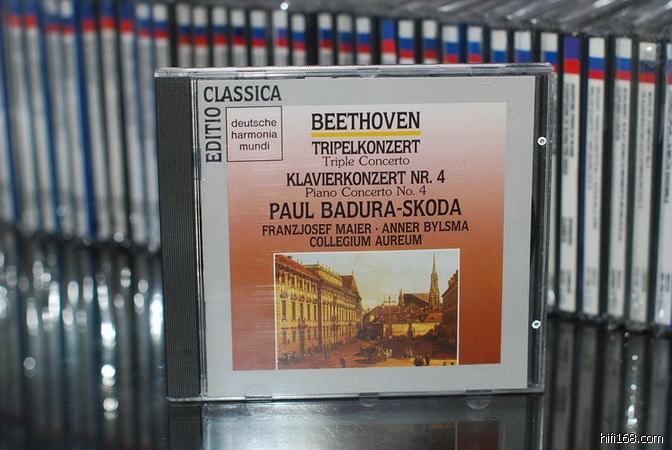 EDITIO CLASSICA
deutsche
harmonia
mundi
BEETHOVEN
TRIPELKONZERT
Triple Concerto
KLAVIERKONZERT NR. 4
Piano Concerto No. 4
PAUL BADURA-SKODA
FRANZJOSEF MAIER · ANNER BYLSMA
COLLEGIUM AUREUM
hifi168.com